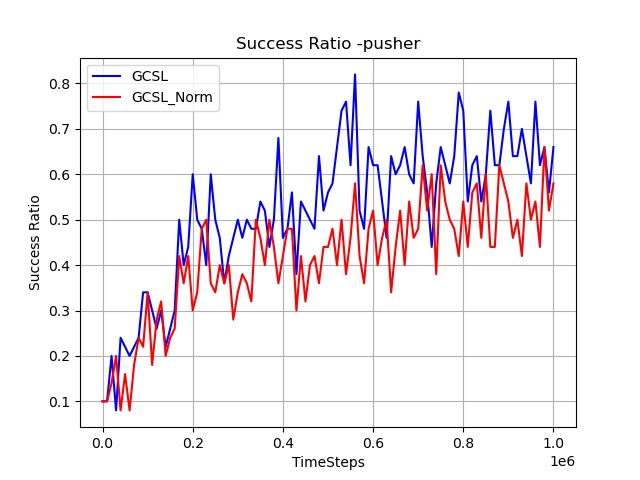 Success Ratio -pusher
GCSL
GCSL_Norm
Success Ratio
0.8
0.7
0.6
0.5
0.4
0.3
0.2
0.1
0.0 0.2 0.4 0.6 0.8 1.0
TimeSteps
1e6